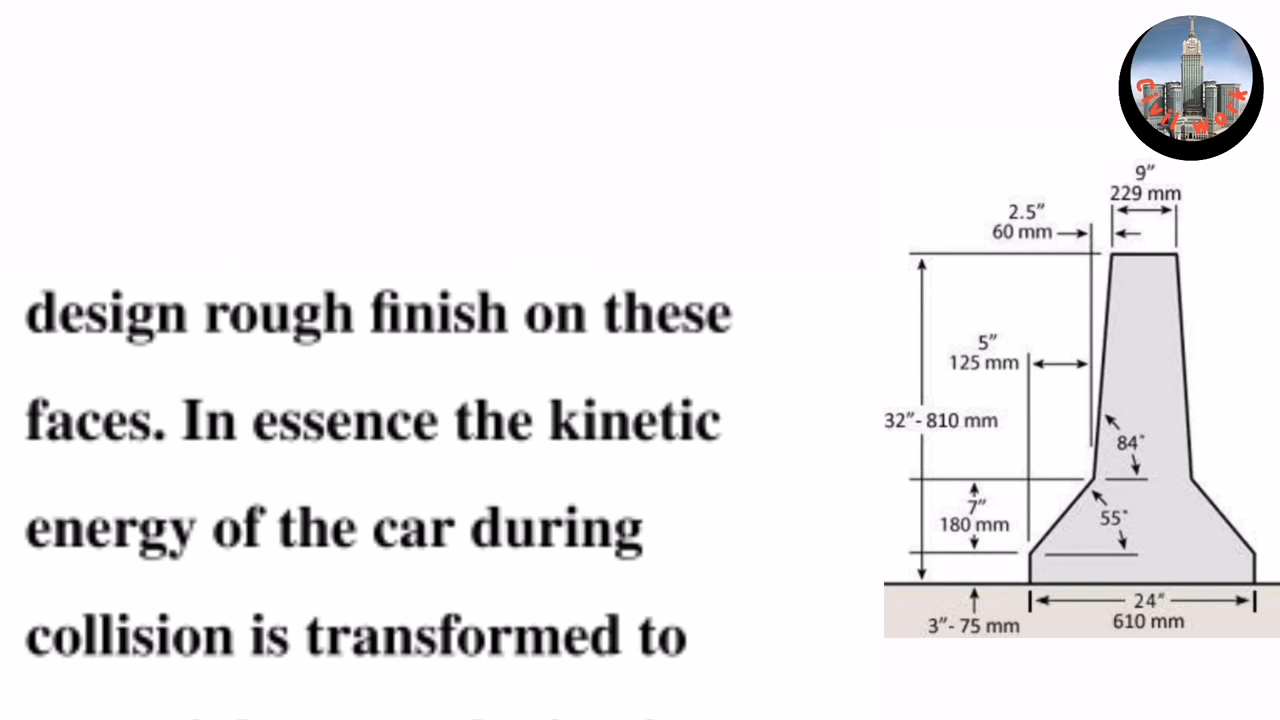 Civil work
9"
229 mm
2.5"
60 mm
5"
125 mm
32"- 810 mm
84°
7"
180 mm
55°
24"
610 mm
3"- 75 mm
design rough finish on these
faces. In essence the kinetic
energy of the car during
collision is transformed to